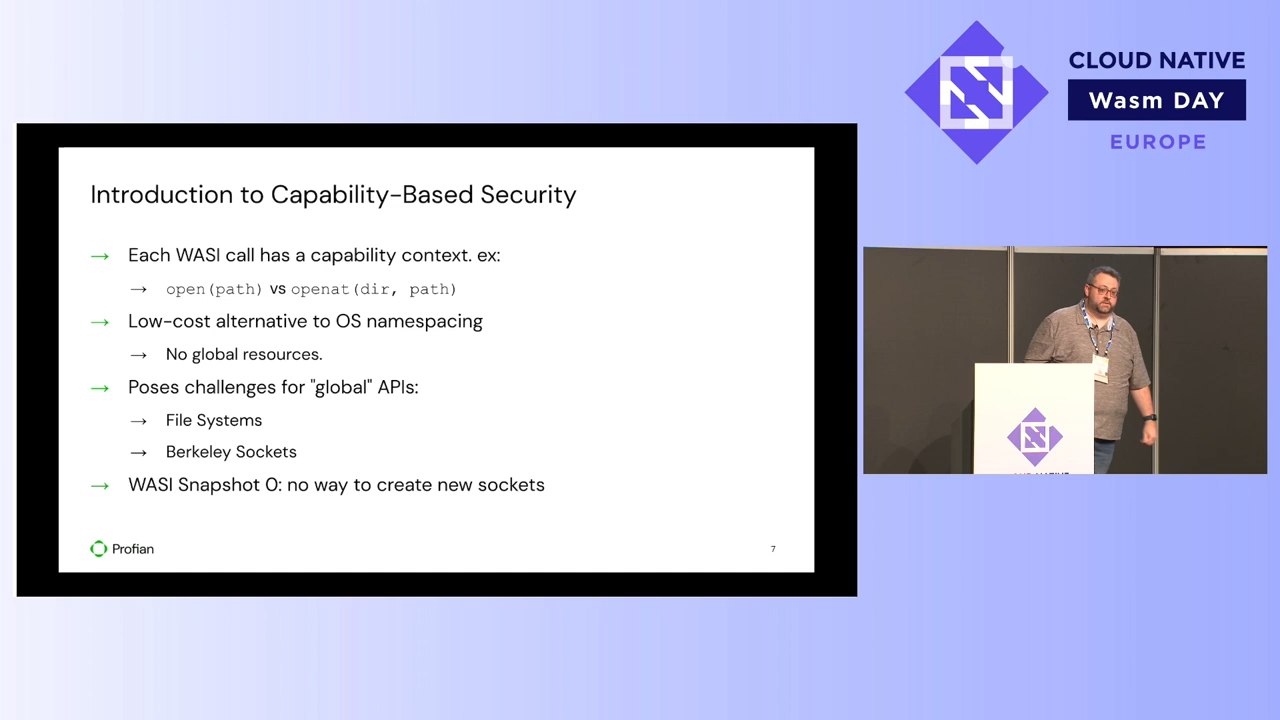 CLOUD NATIVE
Wasm DAY
EUROPE
Introduction to Capability-Based Security
→ Each WASI call has a capability context. ex:
→ open(path) vs openat(dir, path)
→ Low-cost alternative to OS namespacing
→ No global resources.
→ Poses challenges for "global" APIs:
→ File Systems
→ Berkeley Sockets
→ WASI Snapshot 0: no way to create new sockets
Profian
7